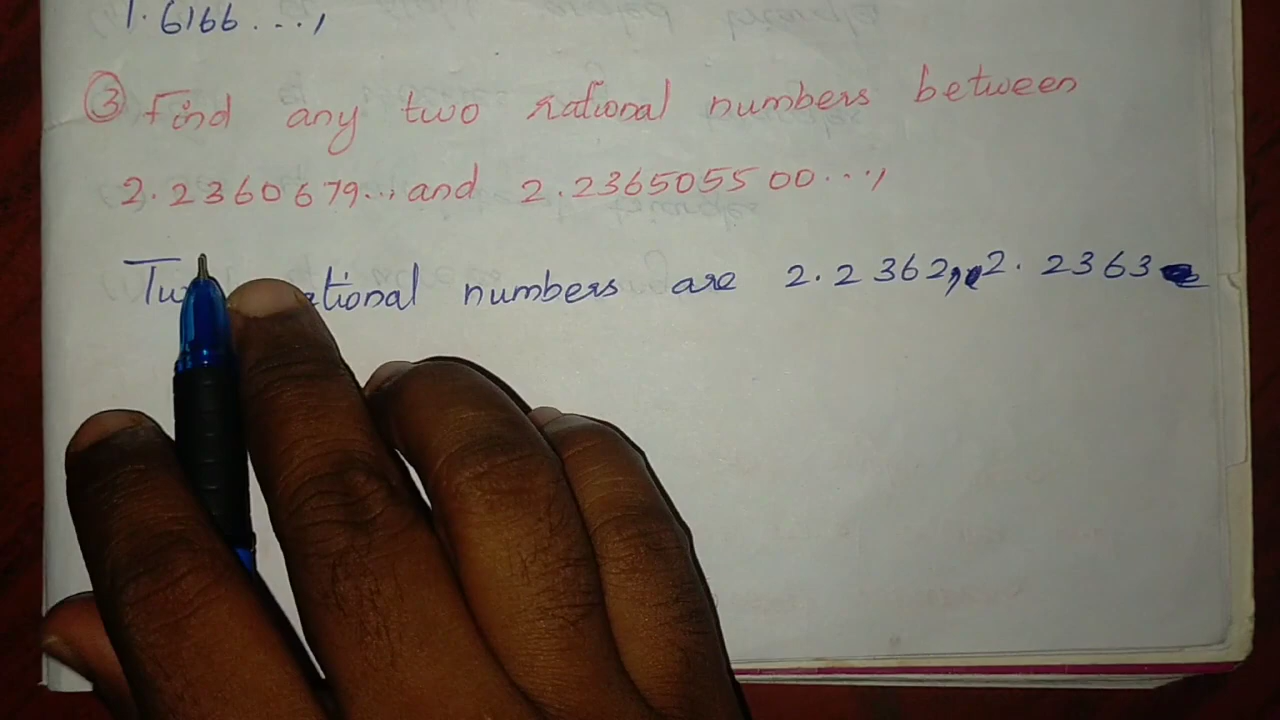 1.6166...,
③ Find any two rational numbers between
2.2360679... and 2.236505500...,
numbers are 2.2362, 2.2363